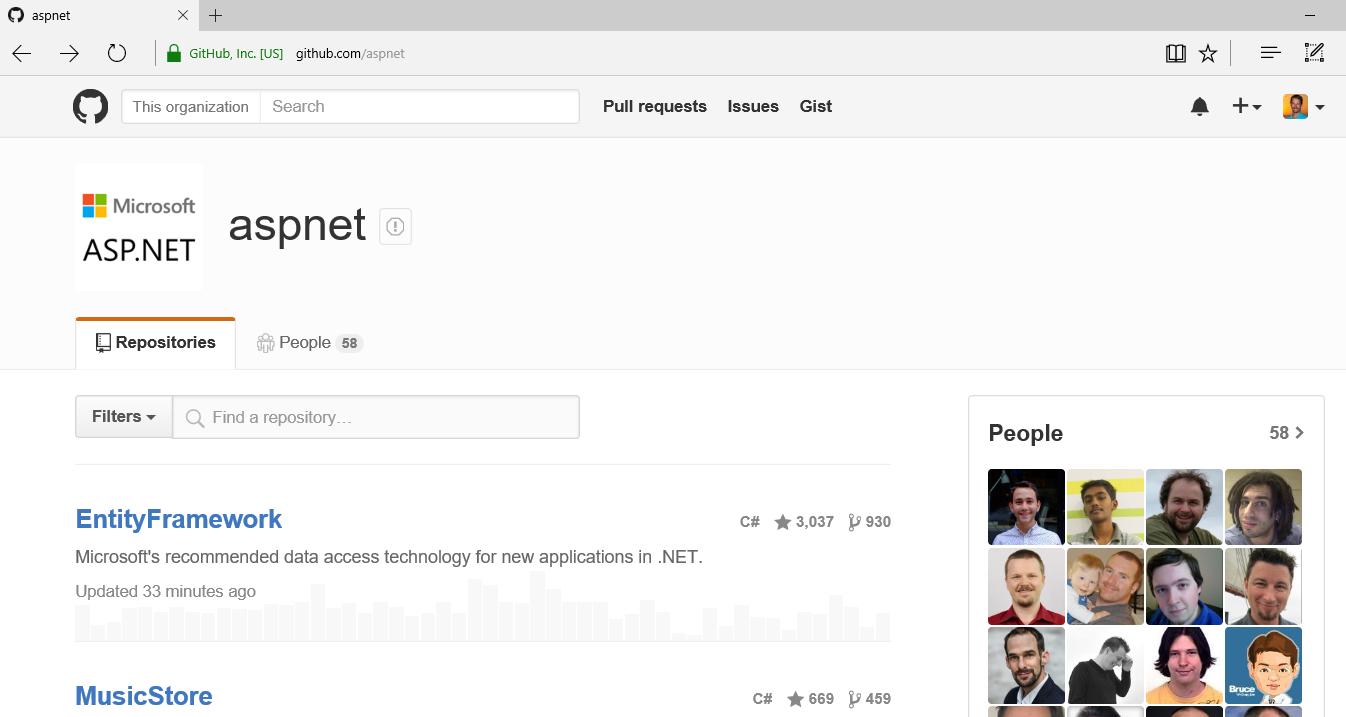 aspnet
GitHub, Inc. [US] github.com/aspnet
This organization Search Pull requests Issues Gist
Microsoft
ASP.NET
aspnet
Repositories People 58
Filters Find a repository…
People 58
EntityFramework C# 3,037 930
Microsoft's recommended data access technology for new applications in .NET.
Updated 33 minutes ago
MusicStore C# 669 459
Bruce